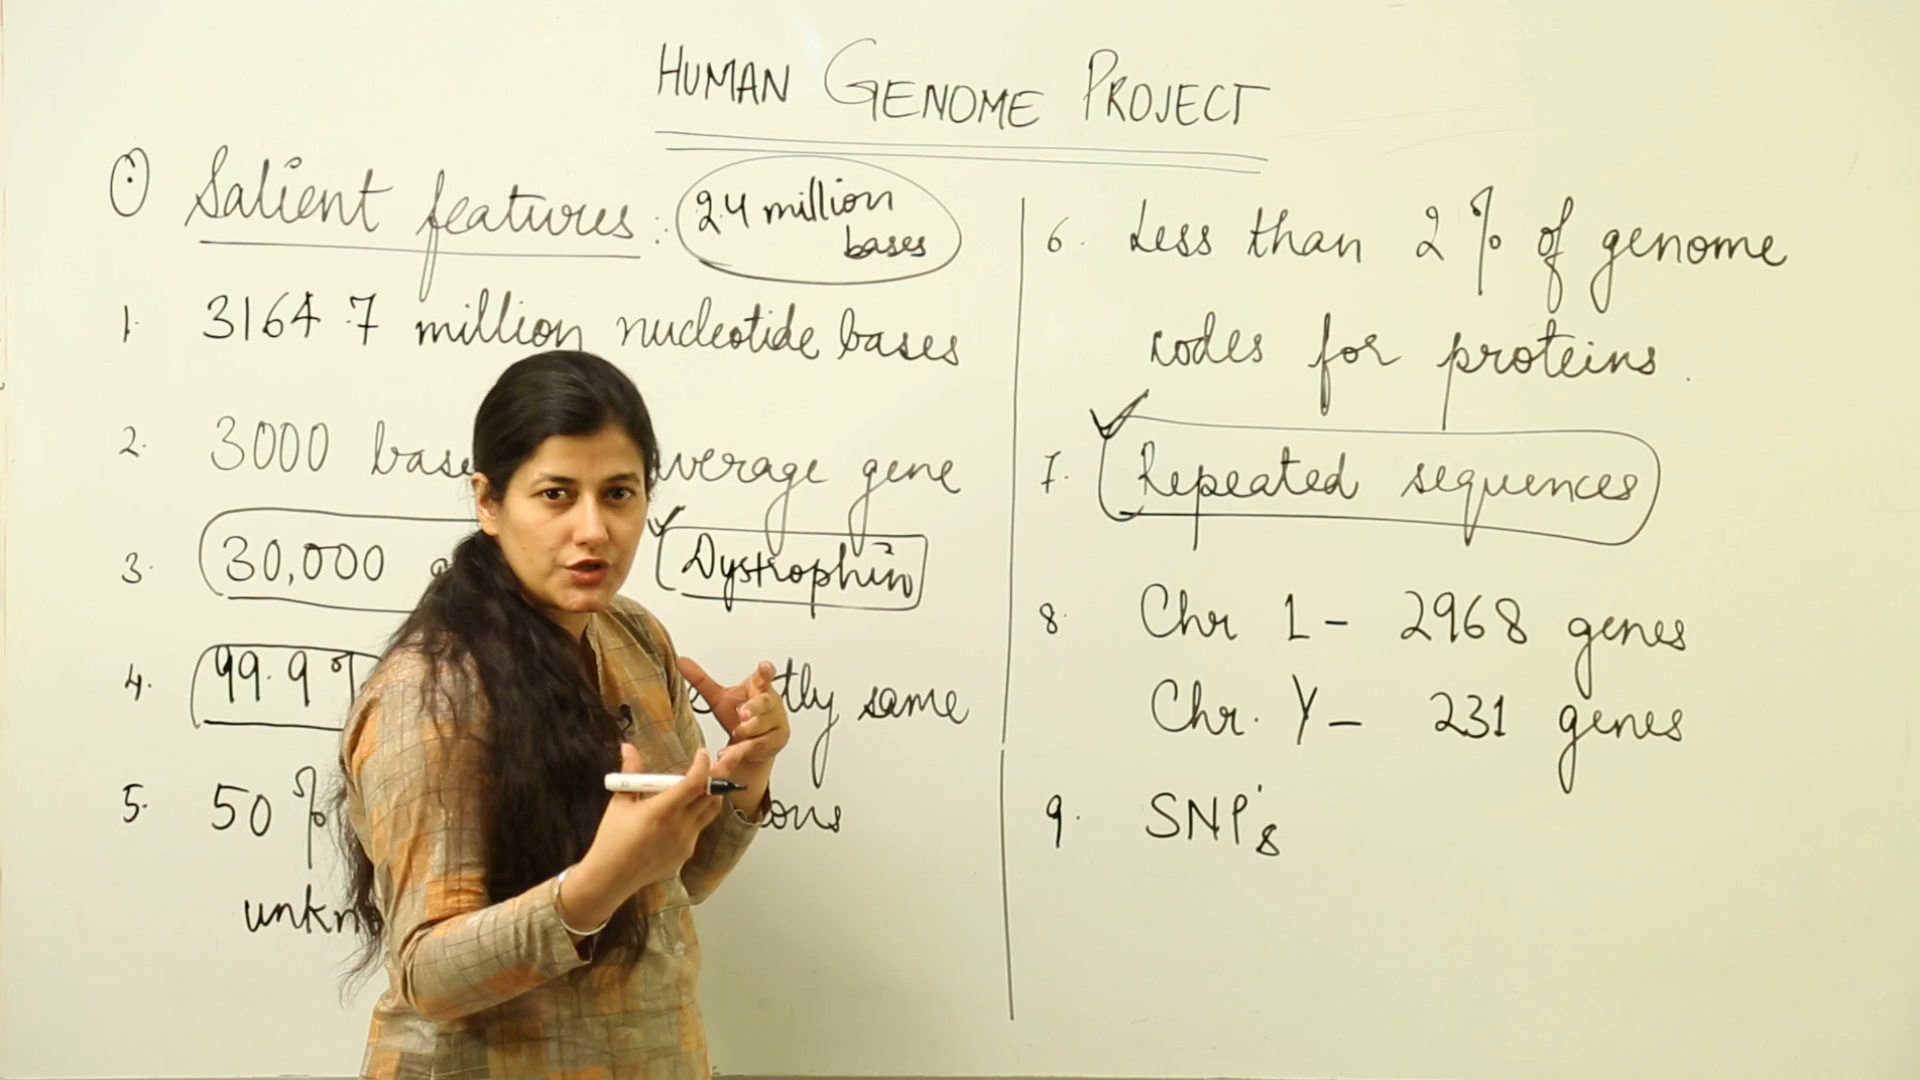 HUMAN GENOME PROJECT
Salient features:
2.4 million
bases
1. 3164.7 million nucleotide bases
2. 3000 average gene
3. 30,000 Dystrophin
4. 99.9% same
5. 50%
6. Less than 2% of genome
codes for proteins.
7. Repeated sequences
8. Chr 1 - 2968 genes
Chr. Y - 231 genes
9. SNP's